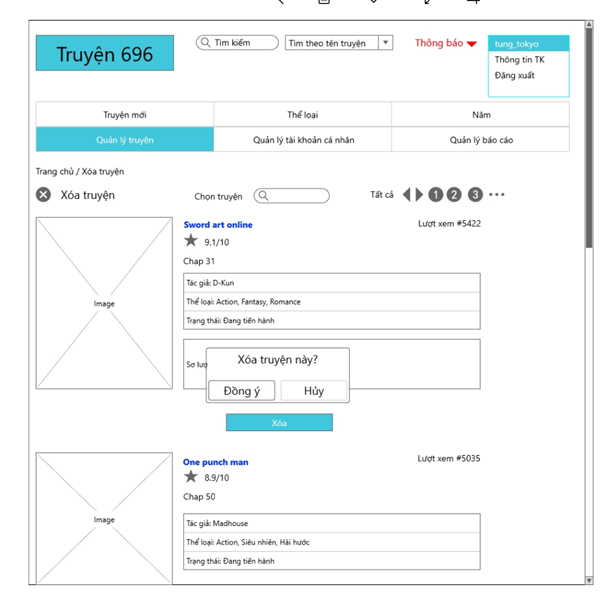 Truyện 696
Tìm kiếm
Tìm theo tên truyện
Thông báo
tung_tokyo
Thông tin TK
Đăng xuất
Truyện mới
Thể loại
Năm
Quản lý truyện
Quản lý tài khoản cá nhân
Quản lý báo cáo
Trang chủ / Xóa truyện
Xóa truyện
Chọn truyện
Tất cả
1 2 3 •••
Sword art online
Lượt xem #5422
9.1/10
Chap 31
Image
Tác giả: D-Kun
Thể loại: Action, Fantasy, Romance
Trạng thái: Đang tiến hành
Sơ lượ
Xóa truyện này?
Đồng ý
Hủy
Xóa
One punch man
Lượt xem #5035
8.9/10
Chap 50
Image
Tác giả: Madhouse
Thể loại: Action, Siêu nhiên, Hài hước
Trạng thái: Đang tiến hành